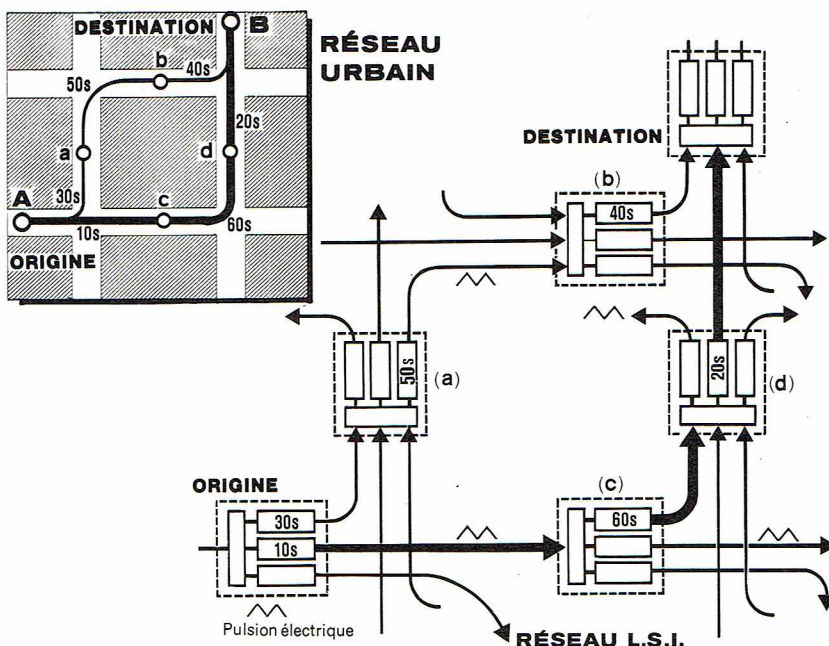 DESTINATION B
RÉSEAU
URBAIN
b
50s
40s
20s
a
d
A
30s
c
10s
60s
ORIGINE
DESTINATION
(b)
40s
50s
(a)
20s
(d)
ORIGINE
30s
10s
(c)
60s
Pulsion électrique
RÉSEAU L.S.I.